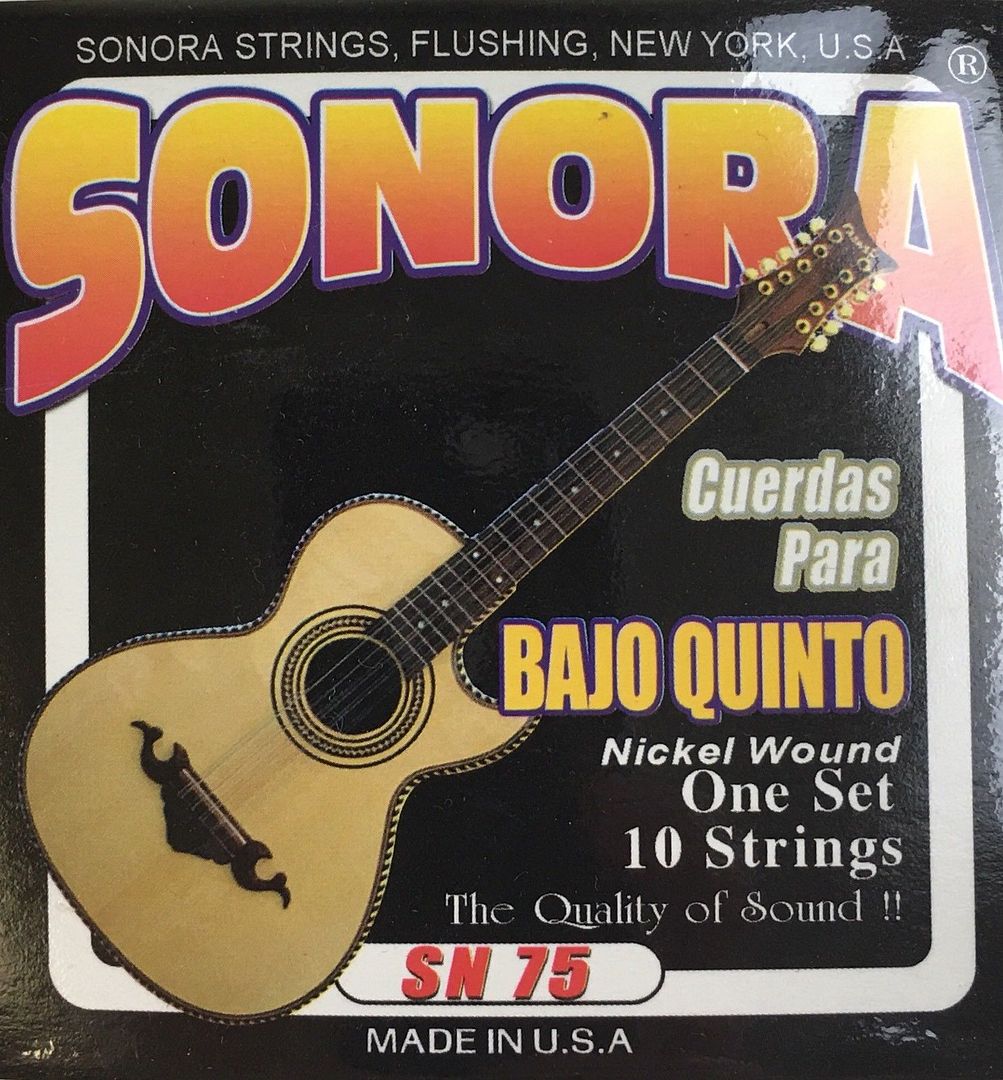 SONORA STRINGS, FLUSHING, NEW YORK, U.S.A
SONORA ®
Cuerdas
Para
BAJO QUINTO
Nickel Wound
One Set
10 Strings
The Quality of Sound !!
SN 75
MADE IN U.S.A